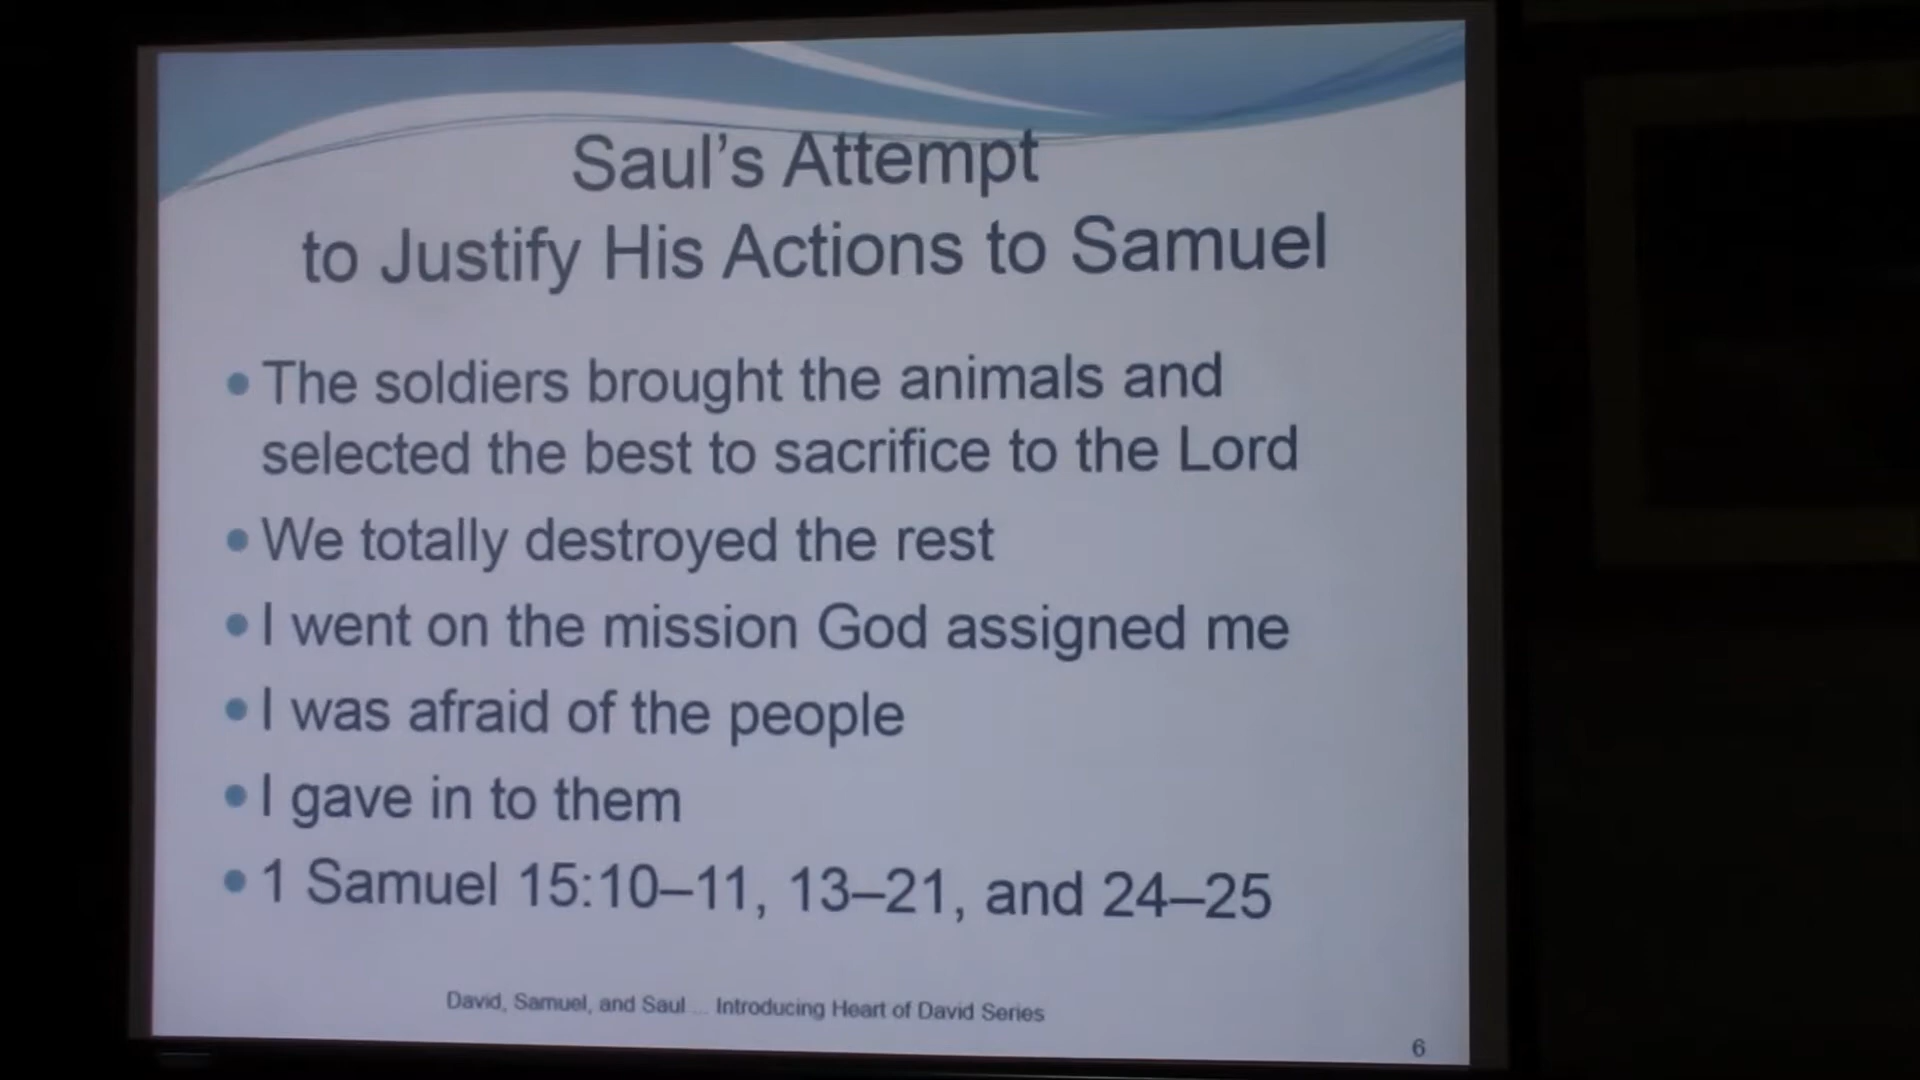 Saul’s Attempt
to Justify His Actions to Samuel
• The soldiers brought the animals and
selected the best to sacrifice to the Lord
• We totally destroyed the rest
• I went on the mission God assigned me
• I was afraid of the people
• I gave in to them
• 1 Samuel 15:10–11, 13–21, and 24–25
David, Samuel, and Saul ... Introducing Heart of David Series
6